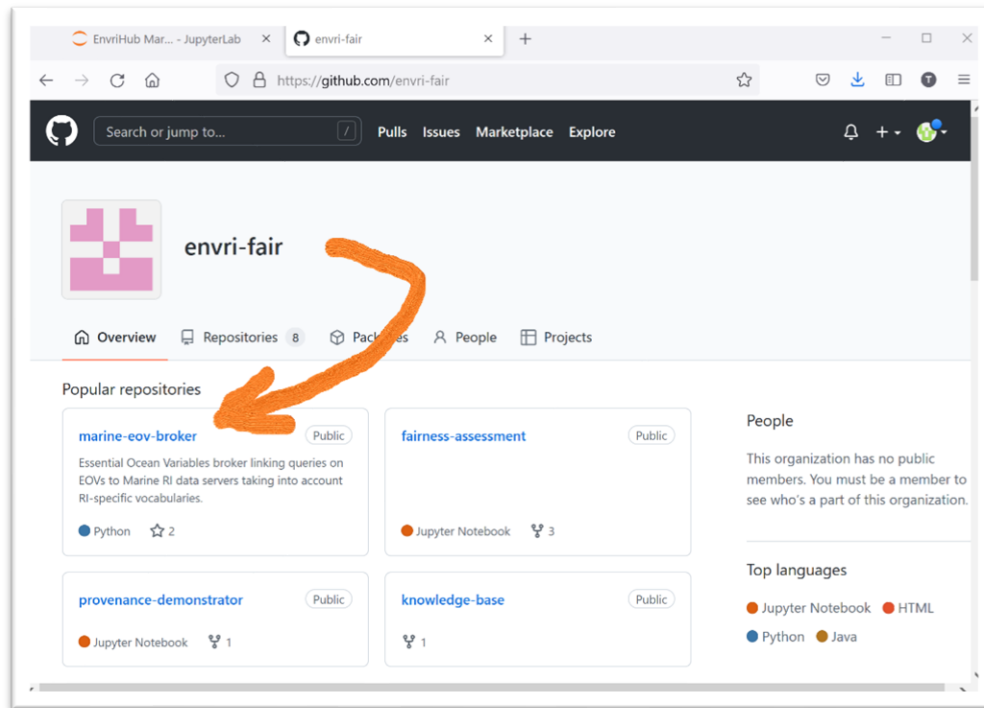 EnvriHub Mar... - JupyterLab
envri-fair
https://github.com/envri-fair
T
Search or jump to...
/
Pulls Issues Marketplace Explore
envri-fair
Overview
Repositories 8
People
Projects
Popular repositories
marine-eov-broker
Public
Essential Ocean Variables broker linking queries on
EOVs to Marine RI data servers taking into account
RI-specific vocabularies.
Python 2
fairness-assessment
Public
Jupyter Notebook 3
provenance-demonstrator
Public
Jupyter Notebook 1
knowledge-base
Public
1
People
This organization has no public
members. You must be a member to
see who's a part of this organization.
Top languages
Jupyter Notebook HTML
Python Java